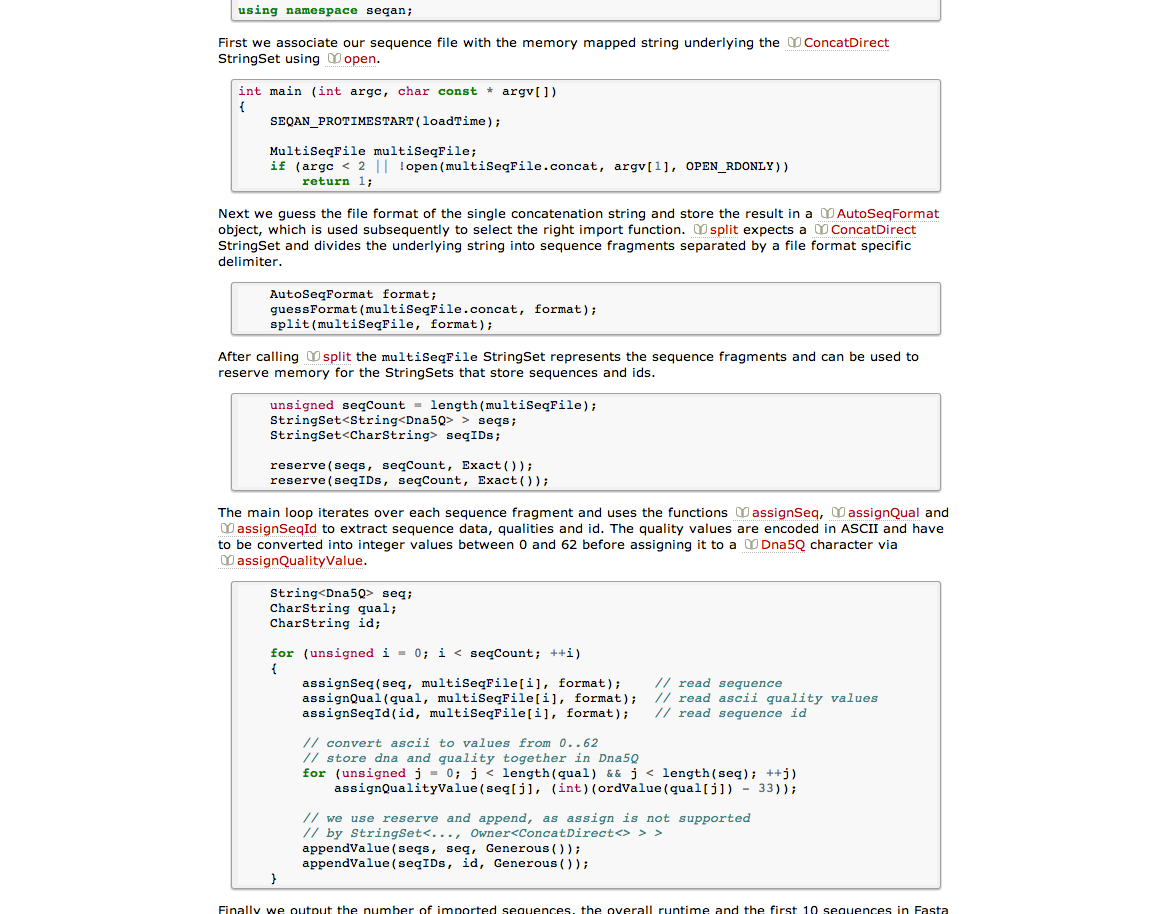 using namespace seqan;
First we associate our sequence file with the memory mapped string underlying the ConcatDirect
StringSet using open.
int main (int argc, char const * argv[])
{
    SEQAN_PROTIMESTART(loadTime);

    MultiSeqFile multiSeqFile;
    if (argc < 2 || !open(multiSeqFile.concat, argv[1], OPEN_RDONLY))
        return 1;
Next we guess the file format of the single concatenation string and store the result in a AutoSeqFormat
object, which is used subsequently to select the right import function. split expects a ConcatDirect
StringSet and divides the underlying string into sequence fragments separated by a file format specific
delimiter.
    AutoSeqFormat format;
    guessFormat(multiSeqFile.concat, format);
    split(multiSeqFile, format);
After calling split the multiSeqFile StringSet represents the sequence fragments and can be used to
reserve memory for the StringSets that store sequences and ids.
    unsigned seqCount = length(multiSeqFile);
    StringSet<String<Dna5Q> > seqs;
    StringSet<CharString> seqIDs;

    reserve(seqs, seqCount, Exact());
    reserve(seqIDs, seqCount, Exact());
The main loop iterates over each sequence fragment and uses the functions assignSeq, assignQual and
assignSeqId to extract sequence data, qualities and id. The quality values are encoded in ASCII and have
to be converted into integer values between 0 and 62 before assigning it to a Dna5Q character via
assignQualityValue.
    String<Dna5Q> seq;
    CharString qual;
    CharString id;

    for (unsigned i = 0; i < seqCount; ++i)
    {
        assignSeq(seq, multiSeqFile[i], format);    // read sequence
        assignQual(qual, multiSeqFile[i], format);  // read ascii quality values
        assignSeqId(id, multiSeqFile[i], format);   // read sequence id

        // convert ascii to values from 0..62
        // store dna and quality together in Dna5Q
        for (unsigned j = 0; j < length(qual) && j < length(seq); ++j)
            assignQualityValue(seq[j], (int)(ordValue(qual[j]) - 33));

        // we use reserve and append, as assign is not supported
        // by StringSet<..., Owner<ConcatDirect<> > >
        appendValue(seqs, seq, Generous());
        appendValue(seqIDs, id, Generous());
    }
Finally we output the number of imported sequences, the overall runtime and the first 10 sequences in Fasta